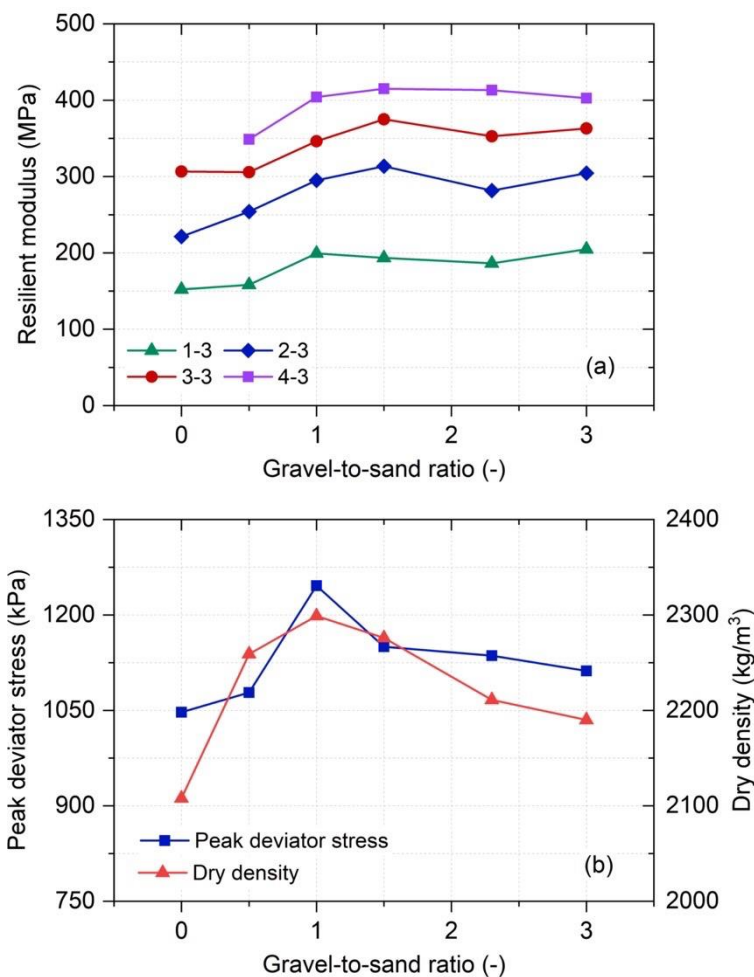 500
400
300
200
100
0
Resilient modulus (MPa)
1-3 2-3
3-3 4-3
(a)
0 1 2 3
Gravel-to-sand ratio (-)
1350
1200
1050
900
750
Peak deviator stress (kPa)
2400
2300
2200
2100
2000
Dry density (kg/m³)
Peak deviator stress
Dry density
(b)
0 1 2 3
Gravel-to-sand ratio (-)